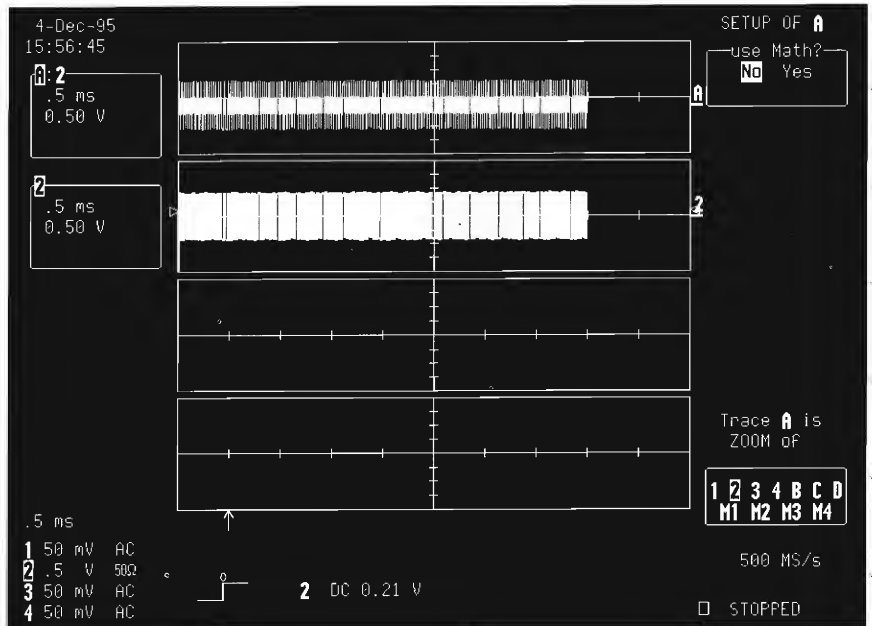 4-Dec-95
15:56:45
A:2
.5 ms
0.50 V
2
.5 ms
0.50 V
A
2
SETUP OF A
use Math?
No Yes
Trace A is
ZOOM of
1 2 3 4 B C D
M1 M2 M3 M4
.5 ms
1 50 mV AC
2 .5 V 50Ω
3 50 mV AC
4 50 mV AC
2 DC 0.21 V
500 MS/s
STOPPED